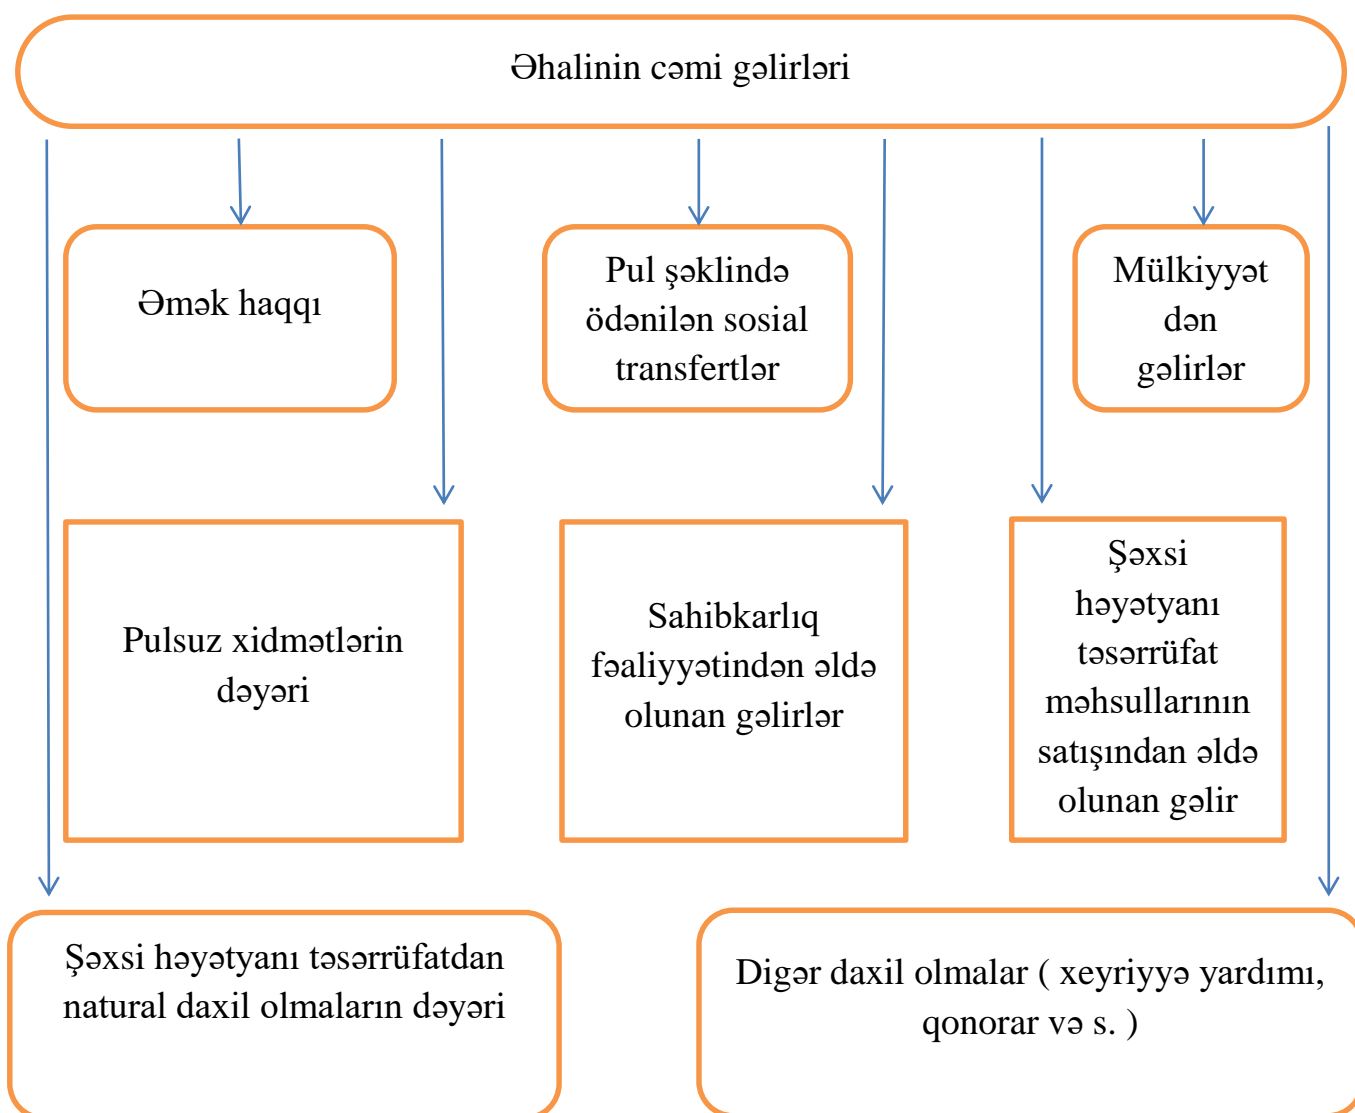 Əhalinin cəmi gəlirləri
Əmək haqqı
Pul şəklində
ödənilən sosial
transfertlər
Mülkiyyət
dən
gəlirlər
Pulsuz xidmətlərin
dəyəri
Sahibkarlıq
fəaliyyətindən əldə
olunan gəlirlər
Şəxsi
həyətyanı
təsərrüfat
məhsullarının
satışından əldə
olunan gəlir
Şəxsi həyətyanı təsərrüfatdan
natural daxil olmaların dəyəri
Digər daxil olmalar ( xeyriyyə yardımı,
qonorar və s. )